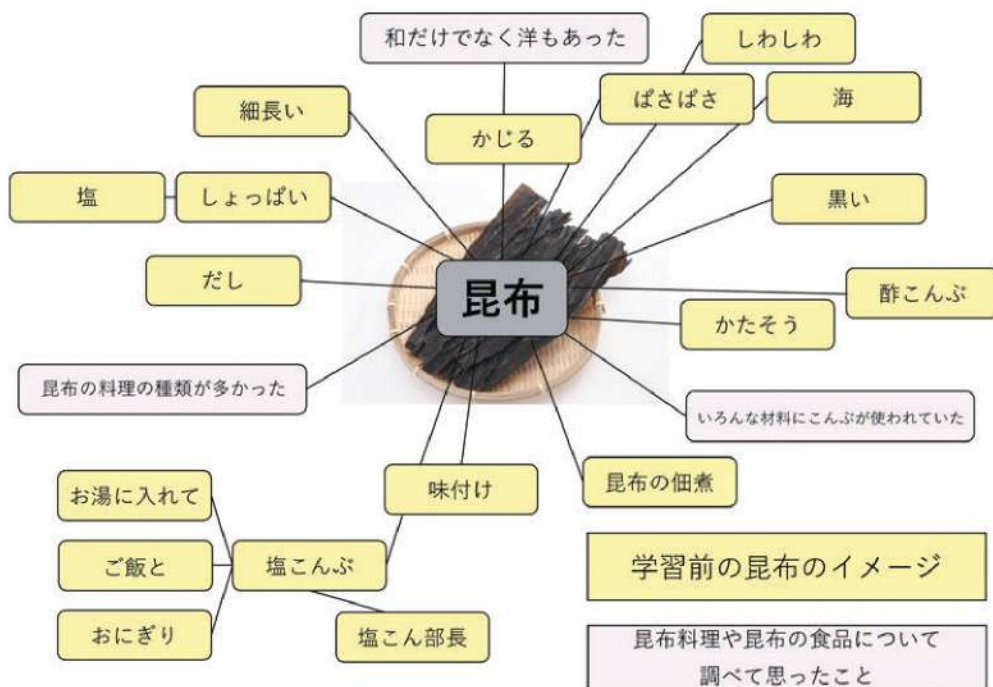 和だけでなく洋もあった
しわしわ
ぱさぱさ
海
細長い
かじる
塩
しょっぱい
黒い
だし
昆布
酢こんぶ
かたそう
昆布の料理の種類が多かった
いろんな材料にこんぶが使われていた
味付け
昆布の佃煮
お湯に入れて
ご飯と
塩こんぶ
おにぎり
塩こん部長
学習前の昆布のイメージ
昆布料理や昆布の食品について
調べて思ったこと